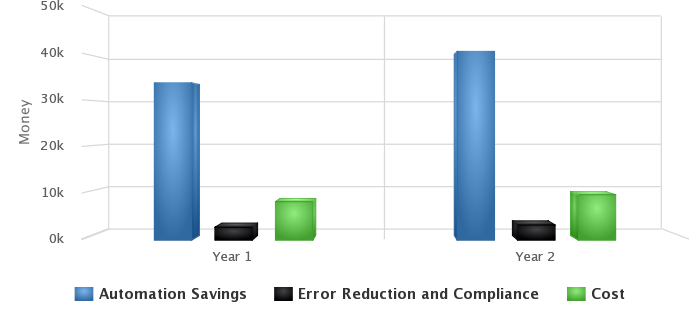 50k
40k
30k
20k
10k
0k
Money
Year 1 Year 2
Automation Savings Error Reduction and Compliance Cost